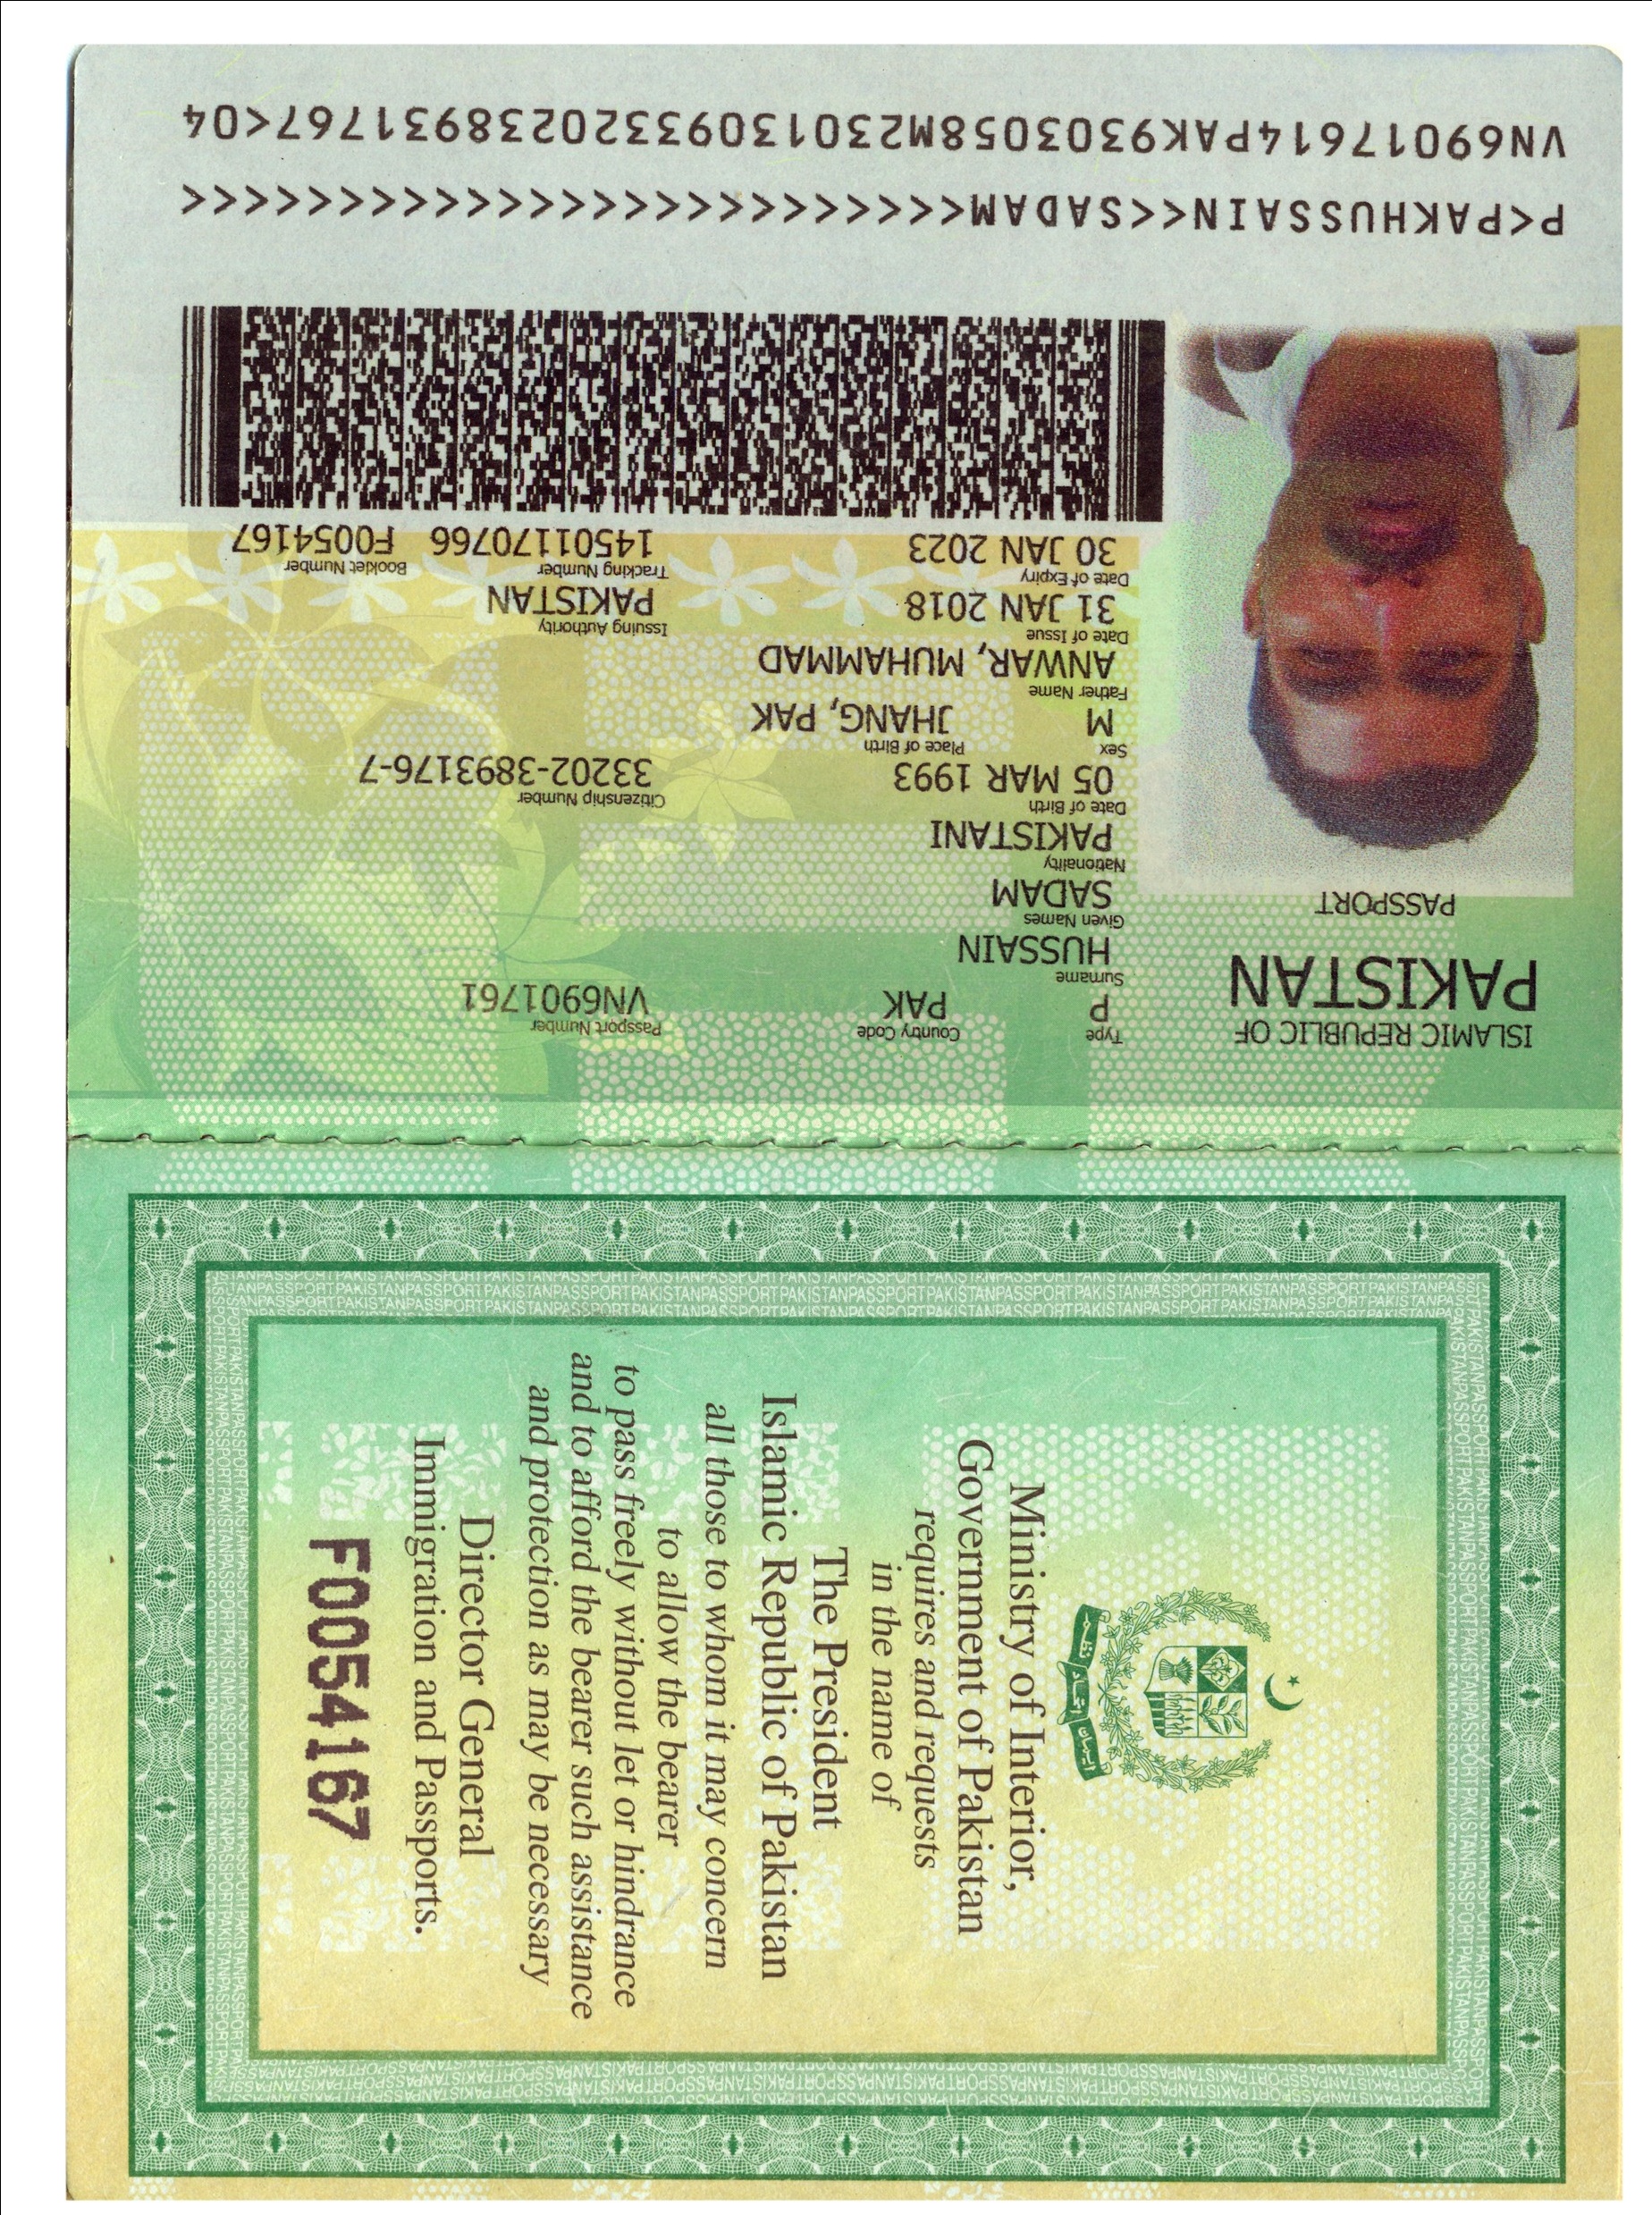 ISLAMIC REPUBLIC OF
PAKISTAN
PASSPORT
Type
P
Country Code
PAK
Passport Number
VN6901761
Surname
HUSSAIN
Given Names
SADAM
Nationality
PAKISTANI
Date of Birth
05 MAR 1993
Citizenship Number
33202-3893176-7
Sex
M
Place of Birth
JHANG, PAK
Father Name
ANWAR, MUHAMMAD
Date of Issue
31 JAN 2018
Issuing Authority
PAKISTAN
Date of Expiry
30 JAN 2023
Tracking Number
14501170766
Booklet Number
F0054167
P<PAKHUSSAIN<<SADAM<<<<<<<<<<<<<<<<<<<<<<<<<
VN69017614PAK9303058M23013093320238931767<04
Ministry of Interior,
Government of Pakistan
requires and requests
in the name of
The President
Islamic Republic of Pakistan
all those to whom it may concern
to allow the bearer
to pass freely without let or hindrance
and to afford the bearer such assistance
and protection as may be necessary
Director General
Immigration and Passports.
F0054167